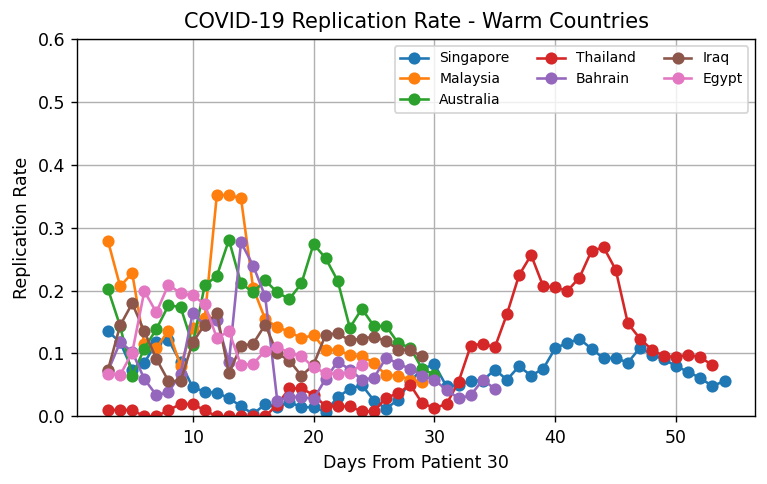 COVID-19 Replication Rate - Warm Countries
Replication Rate
0.6
0.5
0.4
0.3
0.2
0.1
0.0
Singapore
Malaysia
Australia
Thailand
Bahrain
Iraq
Egypt
10
20
30
40
50
Days From Patient 30